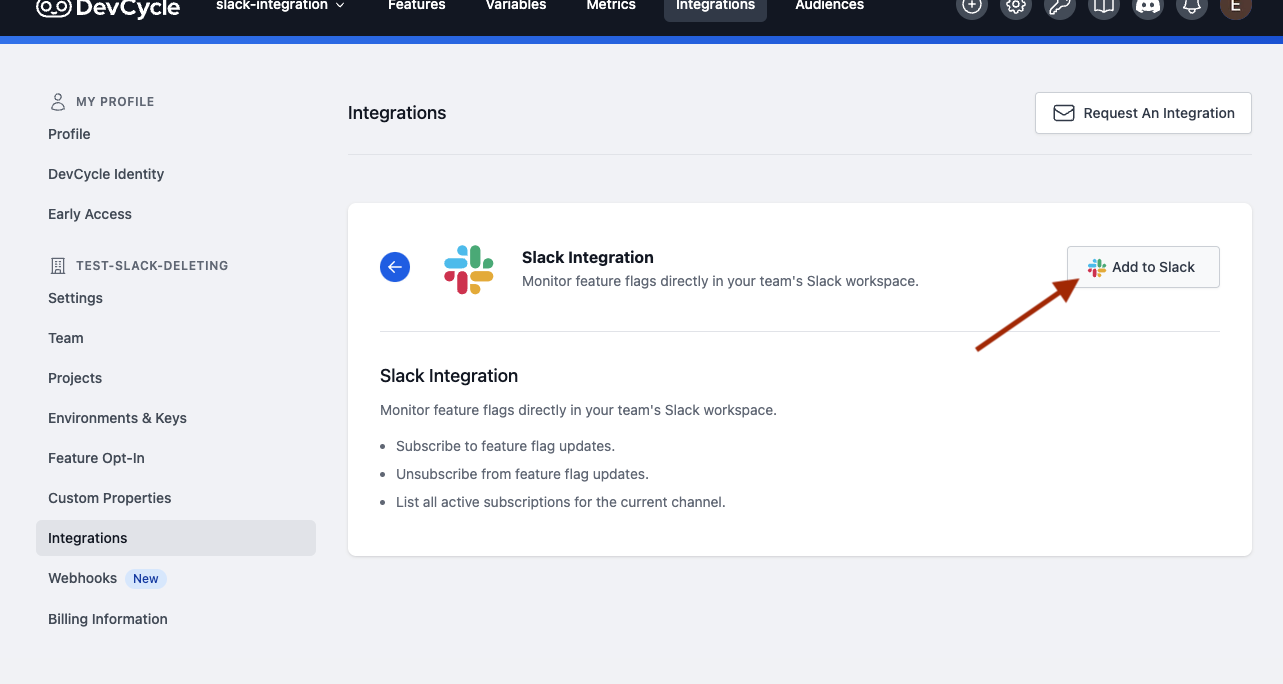 DevCycle
slack-integration
Features
Variables
Metrics
Integrations
Audiences
E
MY PROFILE
Profile
DevCycle Identity
Early Access
TEST-SLACK-DELETING
Settings
Team
Projects
Environments & Keys
Feature Opt-In
Custom Properties
Integrations
Webhooks New
Billing Information
Integrations
Request An Integration
Slack Integration
Monitor feature flags directly in your team's Slack workspace.
Add to Slack
Slack Integration
Monitor feature flags directly in your team's Slack workspace.
• Subscribe to feature flag updates.
• Unsubscribe from feature flag updates.
• List all active subscriptions for the current channel.